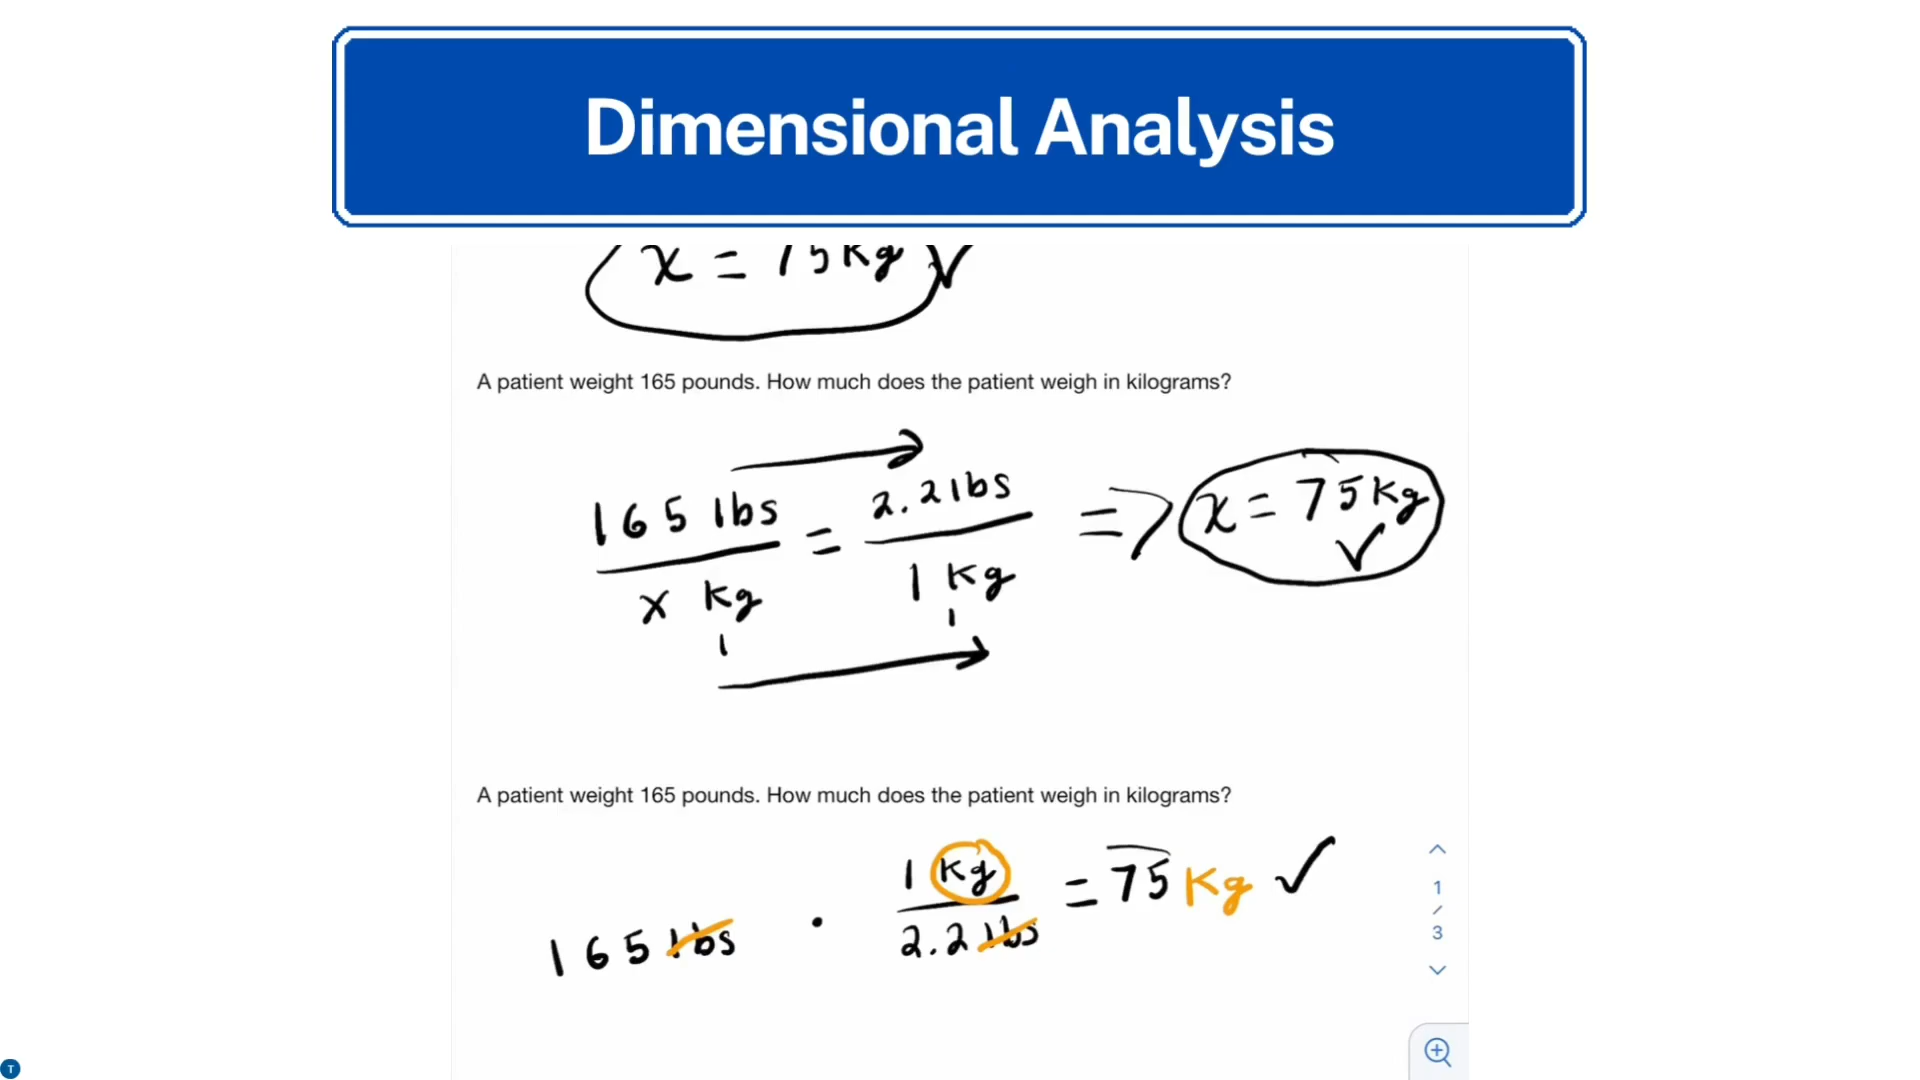 Dimensional Analysis
x = 75 Kg
A patient weight 165 pounds. How much does the patient weigh in kilograms?
165 lbs = 2.2 lbs => x = 75 Kg
x Kg 1 Kg
A patient weight 165 pounds. How much does the patient weigh in kilograms?
165 lbs · 1 Kg = 75 Kg
2.2 lbs
1
/
3
T